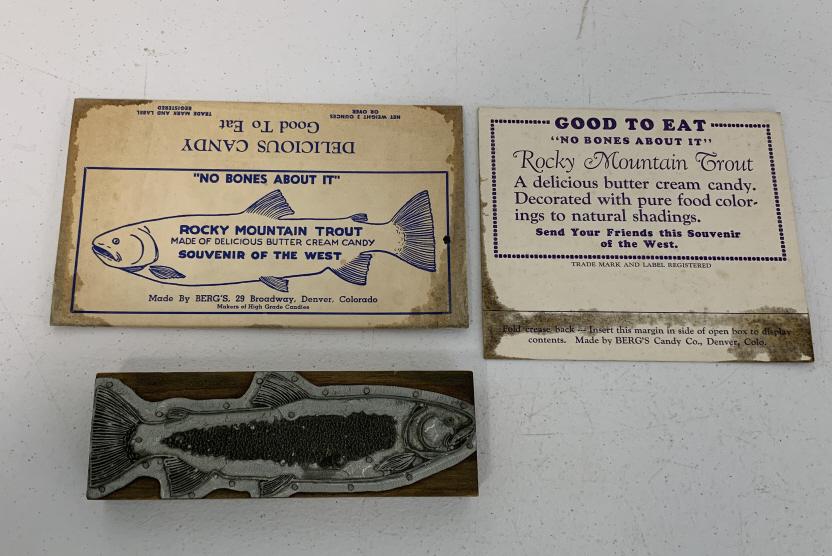 TRADE MARK AND LABEL
REGISTERED
NET WEIGHT 2 OUNCES
OR OVER
DELICIOUS CANDY
Good To Eat
"NO BONES ABOUT IT"
ROCKY MOUNTAIN TROUT
MADE OF DELICIOUS BUTTER CREAM CANDY
SOUVENIR OF THE WEST
Made By BERG'S, 29 Broadway, Denver, Colorado
Makers of High Grade Candies
GOOD TO EAT
"NO BONES ABOUT IT"
Rocky Mountain Trout
A delicious butter cream candy.
Decorated with pure food color-
ings to natural shadings.
Send Your Friends this Souvenir
of the West.
TRADE MARK AND LABEL REGISTERED
Fold crease back — Insert this margin in side of open box to display
contents. Made by BERG'S Candy Co., Denver, Colo.